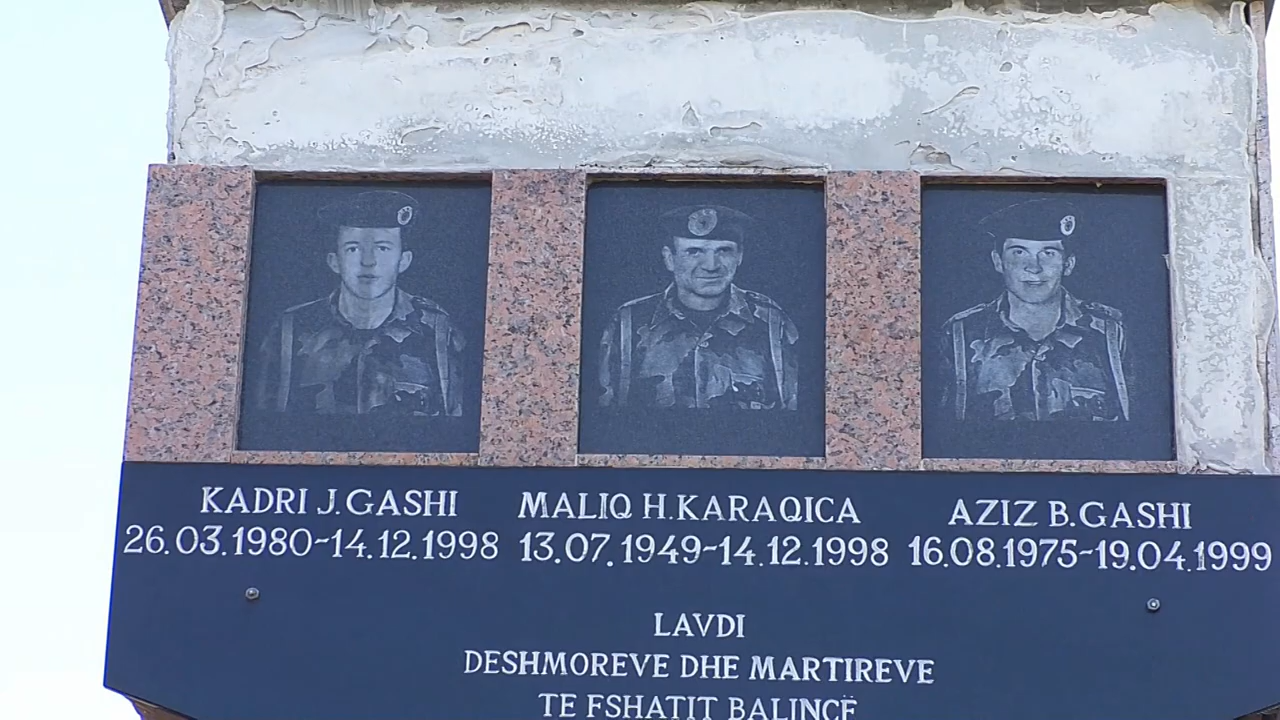 KADRI J.GASHI MALIQ H.KARAQICA AZIZ B.GASHI
26.03.1980~14.12.1998 13.07.1949~14.12.1998 16.08.1975~19.04.1999
LAVDI
DESHMOREVE DHE MARTIREVE
TE FSHATIT BALINCË